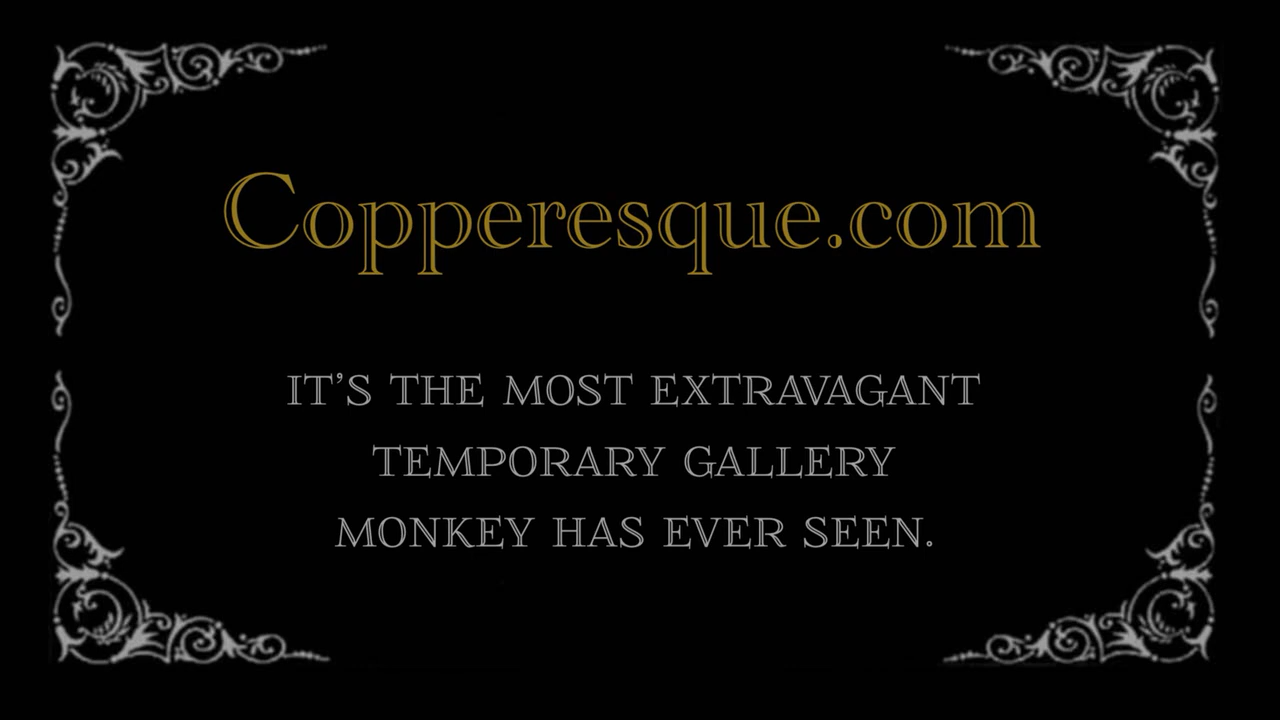 Copperesque.com
IT’S THE MOST EXTRAVAGANT
TEMPORARY GALLERY
MONKEY HAS EVER SEEN.